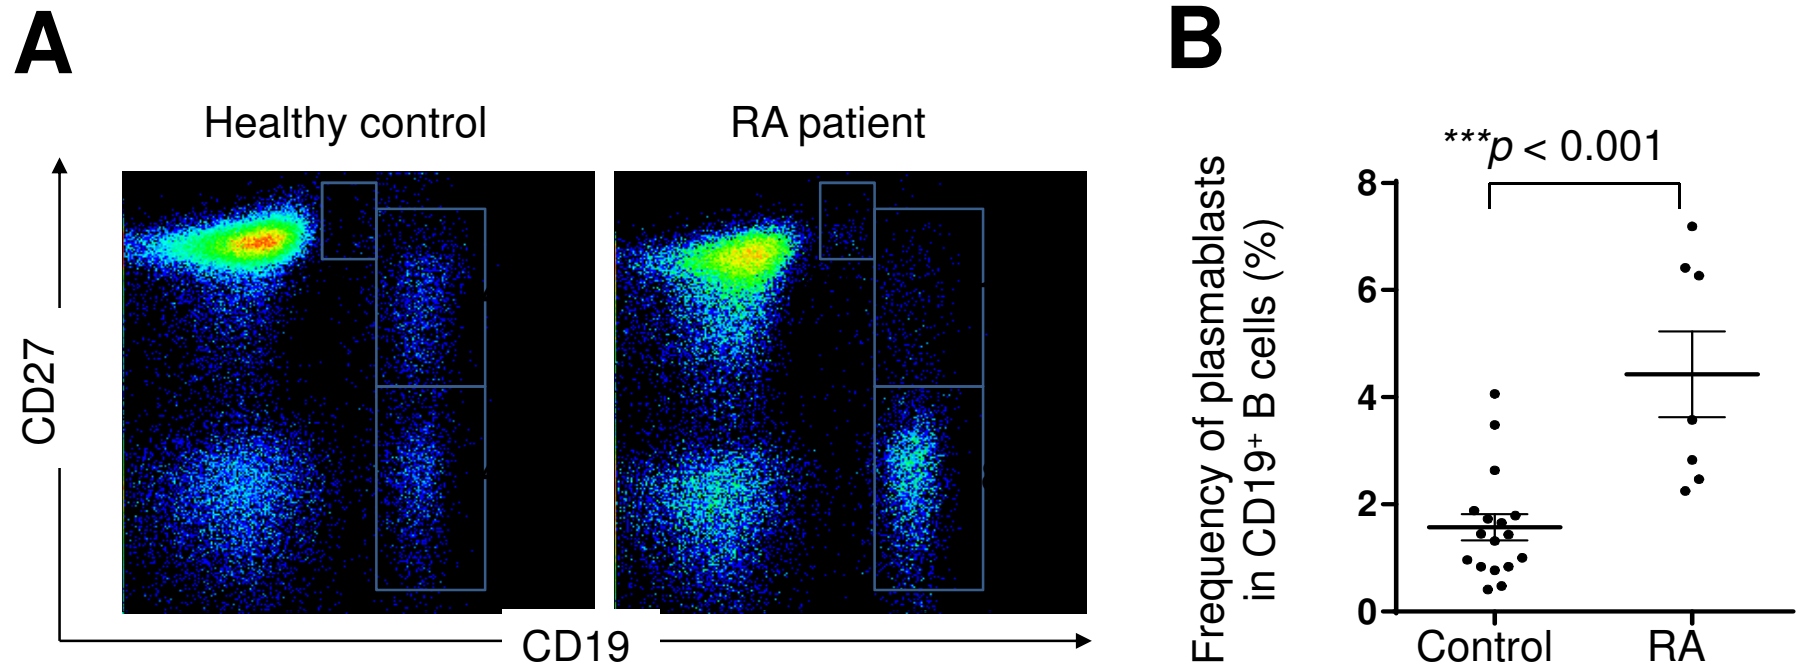 A
Healthy control
RA patient
CD27
CD19
B
Frequency of plasmablasts
in CD19⁺ B cells (%)
***p < 0.001
8
6
4
2
0
Control
RA